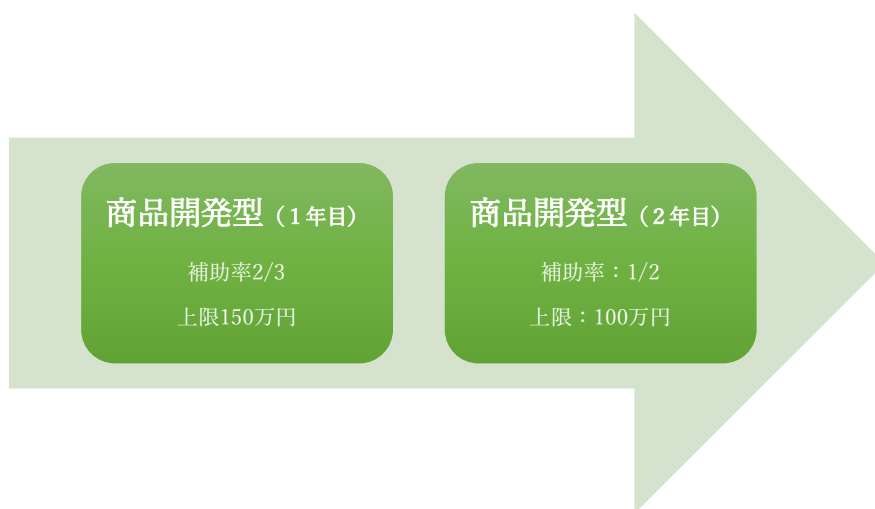 商品開発型（1年目）
補助率2/3
上限150万円
商品開発型（2年目）
補助率：1/2
上限：100万円